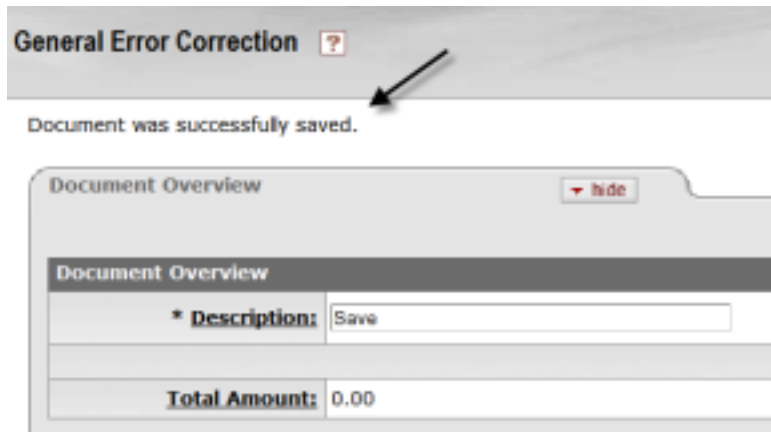 General Error Correction ?
Document was successfully saved.
Document Overview
hide
Document Overview
* Description: Save
Total Amount: 0.00